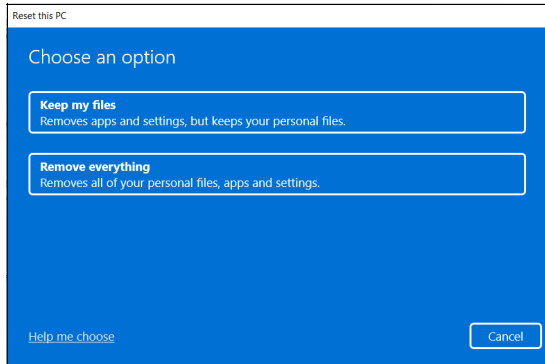 Reset this PC
Choose an option
Keep my files
Removes apps and settings, but keeps your personal files.
Remove everything
Removes all of your personal files, apps and settings.
Help me choose
Cancel